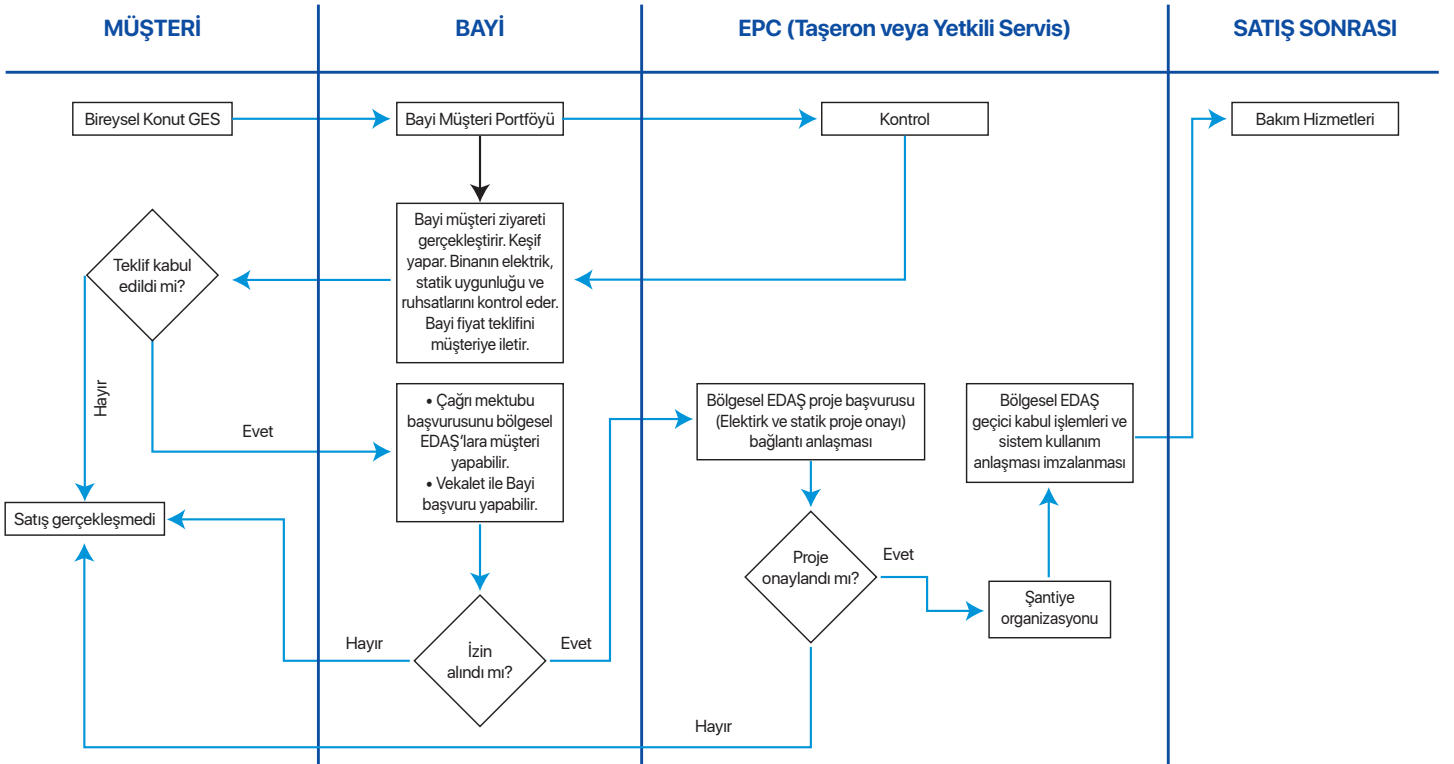 MÜŞTERİ
BAYİ
EPC (Taşeron veya Yetkili Servis)
SATIŞ SONRASI
Bireysel Konut GES
Bayi Müşteri Portföyü
Kontrol
Bakım Hizmetleri
Teklif kabul
edildi mi?
Bayi müşteri ziyareti
gerçekleştirir. Keşif
yapar. Binanın elektrik,
statik uygunluğu ve
ruhsatlarını kontrol eder.
Bayi fiyat teklifini
müşteriye iletir.
Hayır
Evet
• Çağrı mektubu
başvurusunu bölgesel
EDAŞ'lara müşteri
yapabilir.
• Vekalet ile Bayi
başvuru yapabilir.
Bölgesel EDAŞ proje başvurusu
(Elektirk ve statik proje onayı)
bağlantı anlaşması
Bölgesel EDAŞ
geçici kabul işlemleri ve
sistem kullanım
anlaşması imzalanması
Satış gerçekleşmedi
Proje
onaylandı mı?
Evet
Şantiye
organizasyonu
Hayır
İzin
alındı mı?
Evet
Hayır